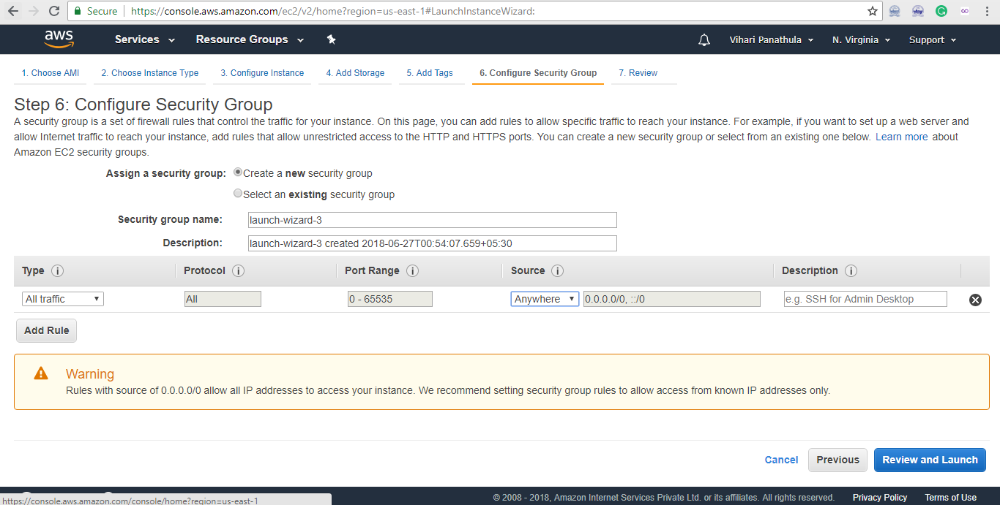 Secure https://console.aws.amazon.com/ec2/v2/home?region=us-east-1#LaunchInstanceWizard:
aws Services Resource Groups Vihari Panathula N. Virginia Support
1. Choose AMI 2. Choose Instance Type 3. Configure Instance 4. Add Storage 5. Add Tags 6. Configure Security Group 7. Review
Step 6: Configure Security Group
A security group is a set of firewall rules that control the traffic for your instance. On this page, you can add rules to allow specific traffic to reach your instance. For example, if you want to set up a web server and
allow Internet traffic to reach your instance, add rules that allow unrestricted access to the HTTP and HTTPS ports. You can create a new security group or select from an existing one below. Learn more about
Amazon EC2 security groups.
Assign a security group: Create a new security group
Select an existing security group
Security group name: launch-wizard-3
Description: launch-wizard-3 created 2018-06-27T00:54:07.659+05:30
Type i Protocol i Port Range i Source i Description i
All traffic All 0 - 65535 Anywhere 0.0.0.0/0, ::/0 e.g. SSH for Admin Desktop
Add Rule
Warning
Rules with source of 0.0.0.0/0 allow all IP addresses to access your instance. We recommend setting security group rules to allow access from known IP addresses only.
Cancel Previous Review and Launch
© 2008 - 2018, Amazon Internet Services Private Ltd. or its affiliates. All rights reserved. Privacy Policy Terms of Use
https://console.aws.amazon.com/console/home?region=us-east-1